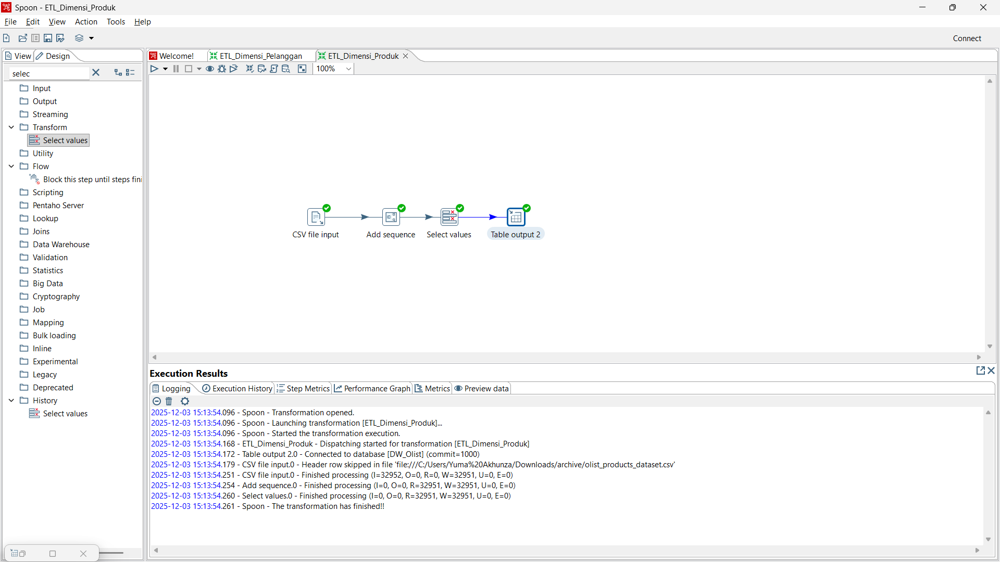 Spoon - ETL_Dimensi_Produk
File Edit View Action Tools Help
Connect
View Design
selec
Input
Output
Streaming
Transform
Select values
Utility
Flow
Block this step until steps fini
Scripting
Pentaho Server
Lookup
Joins
Data Warehouse
Validation
Statistics
Big Data
Cryptography
Job
Mapping
Bulk loading
Inline
Experimental
Legacy
Deprecated
History
Select values
Welcome! ETL_Dimensi_Pelanggan ETL_Dimensi_Produk
100%
CSV file input Add sequence Select values Table output 2
Execution Results
Logging Execution History Step Metrics Performance Graph Metrics Preview data
2025-12-03 15:13:54.096 - Spoon - Transformation opened.
2025-12-03 15:13:54.096 - Spoon - Launching transformation [ETL_Dimensi_Produk]...
2025-12-03 15:13:54.096 - Spoon - Started the transformation execution.
2025-12-03 15:13:54.168 - ETL_Dimensi_Produk - Dispatching started for transformation [ETL_Dimensi_Produk]
2025-12-03 15:13:54.172 - Table output 2.0 - Connected to database [DW_Olist] (commit=1000)
2025-12-03 15:13:54.179 - CSV file input.0 - Header row skipped in file 'file:///C:/Users/Yuma%20Akhunza/Downloads/archive/olist_products_dataset.csv'
2025-12-03 15:13:54.251 - CSV file input.0 - Finished processing (I=32952, O=0, R=0, W=32951, U=0, E=0)
2025-12-03 15:13:54.254 - Add sequence.0 - Finished processing (I=0, O=0, R=32951, W=32951, U=0, E=0)
2025-12-03 15:13:54.260 - Select values.0 - Finished processing (I=0, O=0, R=32951, W=32951, U=0, E=0)
2025-12-03 15:13:54.261 - Spoon - The transformation has finished!!